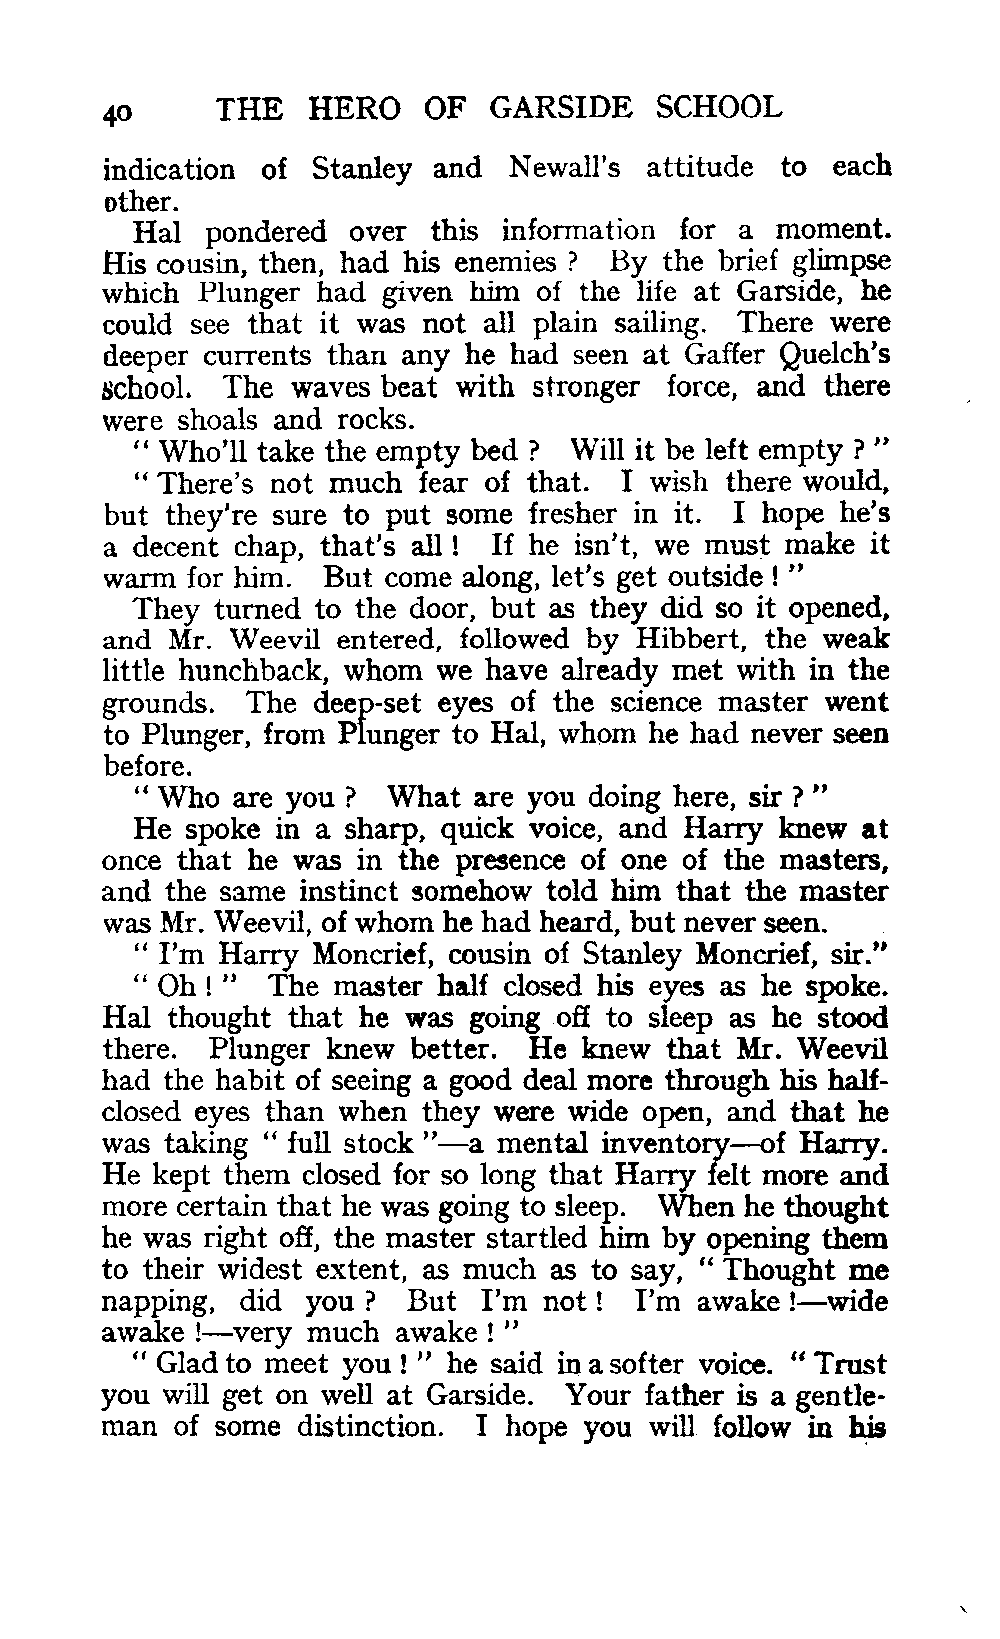 40 THE HERO OF GARSIDE SCHOOL
indication of Stanley and Newall's attitude to each
other.
Hal pondered over this information for a moment.
His cousin, then, had his enemies ? By the brief glimpse
which Plunger had given him of the life at Garside, he
could see that it was not all plain sailing. There were
deeper currents than any he had seen at Gaffer Quelch's
school. The waves beat with stronger force, and there
were shoals and rocks.
" Who'll take the empty bed ? Will it be left empty ? "
" There's not much fear of that. I wish there would,
but they're sure to put some fresher in it. I hope he's
a decent chap, that's all ! If he isn't, we must make it
warm for him. But come along, let's get outside ! "
They turned to the door, but as they did so it opened,
and Mr. Weevil entered, followed by Hibbert, the weak
little hunchback, whom we have already met with in the
grounds. The deep-set eyes of the science master went
to Plunger, from Plunger to Hal, whom he had never seen
before.
" Who are you ? What are you doing here, sir ? "
He spoke in a sharp, quick voice, and Harry knew at
once that he was in the presence of one of the masters,
and the same instinct somehow told him that the master
was Mr. Weevil, of whom he had heard, but never seen.
" I'm Harry Moncrief, cousin of Stanley Moncrief, sir."
" Oh ! " The master half closed his eyes as he spoke.
Hal thought that he was going off to sleep as he stood
there. Plunger knew better. He knew that Mr. Weevil
had the habit of seeing a good deal more through his half-
closed eyes than when they were wide open, and that he
was taking " full stock "—a mental inventory—of Harry.
He kept them closed for so long that Harry felt more and
more certain that he was going to sleep. When he thought
he was right off, the master startled him by opening them
to their widest extent, as much as to say, " Thought me
napping, did you ? But I'm not ! I'm awake !—wide
awake !—very much awake ! "
" Glad to meet you ! " he said in a softer voice. " Trust
you will get on well at Garside. Your father is a gentle-
man of some distinction. I hope you will follow in his